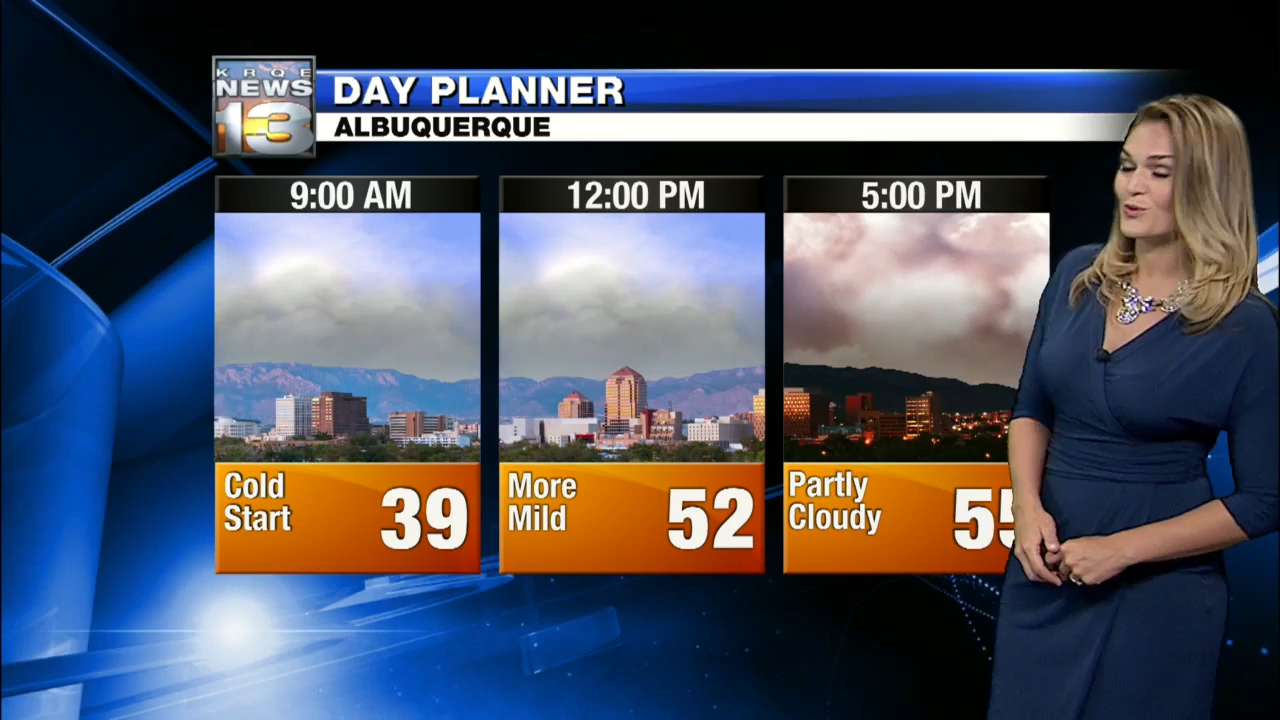 KRQE
NEWS
13
DAY PLANNER
ALBUQUERQUE
9:00 AM
12:00 PM
5:00 PM
Cold
Start
39
More
Mild
52
Partly
Cloudy
55